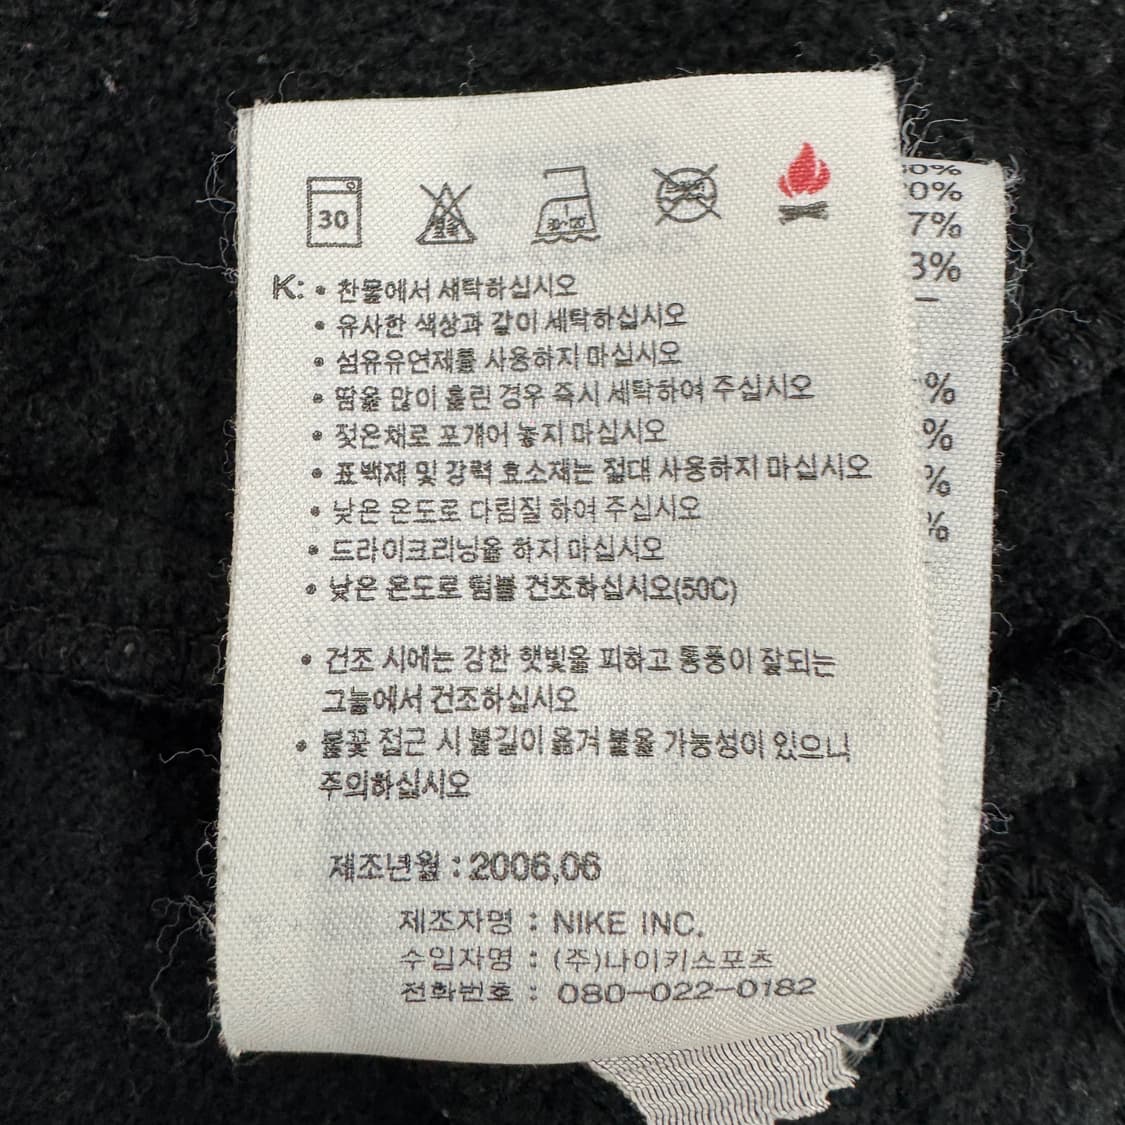 30
80~120
K: • 찬물에서 세탁하십시오
• 유사한 색상과 같이 세탁하십시오
• 섬유유연재를 사용하지 마십시오
• 땀을 많이 흘린 경우 즉시 세탁하여 주십시오
• 젖은채로 포개어 놓지 마십시오
• 표백재 및 강력 효소재는 절대 사용하지 마십시오
• 낮은 온도로 다림질 하여 주십시오
• 드라이크리닝을 하지 마십시오
• 낮은 온도로 텀블 건조하십시오(50C)
• 건조 시에는 강한 햇빛을 피하고 통풍이 잘되는
그늘에서 건조하십시오
• 불꽃 접근 시 불길이 옮겨 붙을 가능성이 있으니
주의하십시오
제조년월 : 2006,06
제조자명 : NIKE INC.
수입자명 : (주)나이키스포츠
전화번호 : 080-022-0182
0%
0%
7%
3%
%
%
%
%